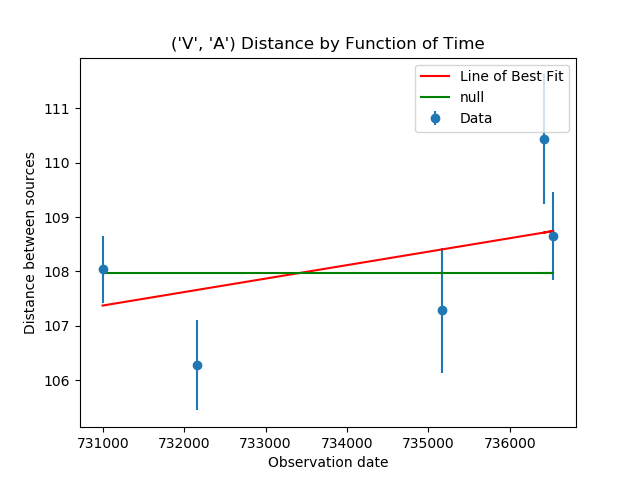 ('V', 'A') Distance by Function of Time
Line of Best Fit
null
Data
Distance between sources
111
110
109
108
107
106
731000 732000 733000 734000 735000 736000
Observation date